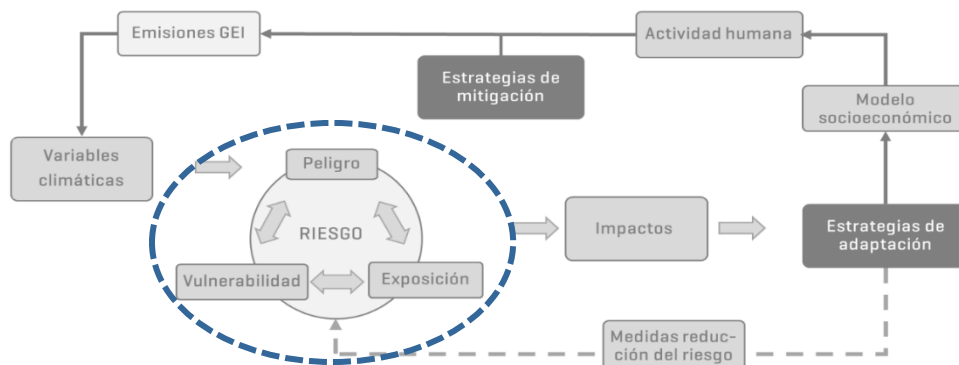 Emisiones GEI
Actividad humana
Estrategias de
mitigación
Modelo
socioeconómico
Variables
climáticas
Peligro
RIESGO
Vulnerabilidad
Exposición
Impactos
Estrategias de
adaptación
Medidas reduc-
ción del riesgo